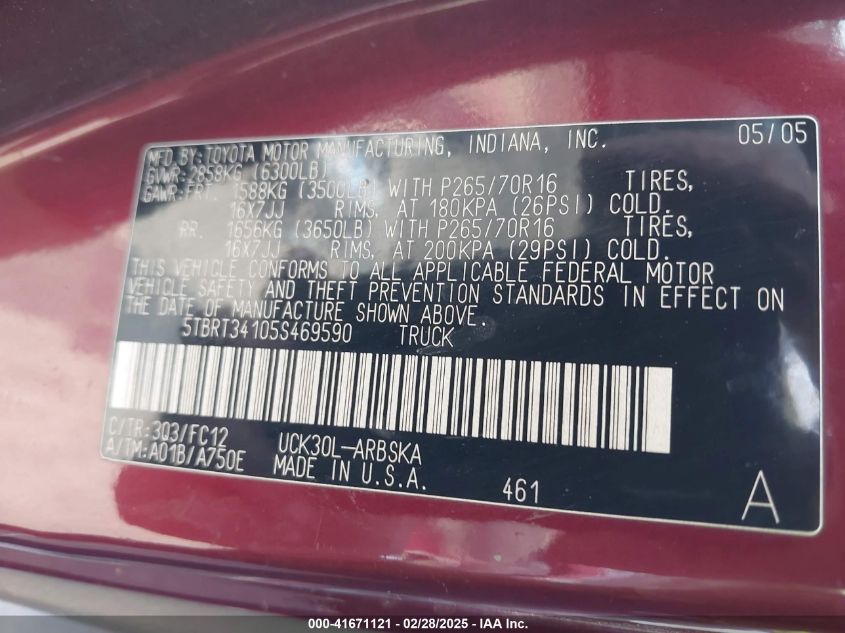 MFD.BY:TOYOTA MOTOR MANUFACTURING, INDIANA, INC. 05/05
GVWR:2858KG (6300LB)
GAWR:FRT. 1588KG (3500LB) WITH P265/70R16 TIRES,
16X7JJ RIMS, AT 180KPA (26PSI) COLD.
RR. 1656KG (3650LB) WITH P265/70R16 TIRES,
16X7JJ RIMS, AT 200KPA (29PSI) COLD.
THIS VEHICLE CONFORMS TO ALL APPLICABLE FEDERAL MOTOR
VEHICLE SAFETY AND THEFT PREVENTION STANDARDS IN EFFECT ON
THE DATE OF MANUFACTURE SHOWN ABOVE.
5TBRT34105S469590 TRUCK
C/TR:3Q3/FC12 UCK30L-ARBSKA
A/TM:A01B/A750E MADE IN U.S.A.
461 A
000-41671121 - 02/28/2025 - IAA Inc.